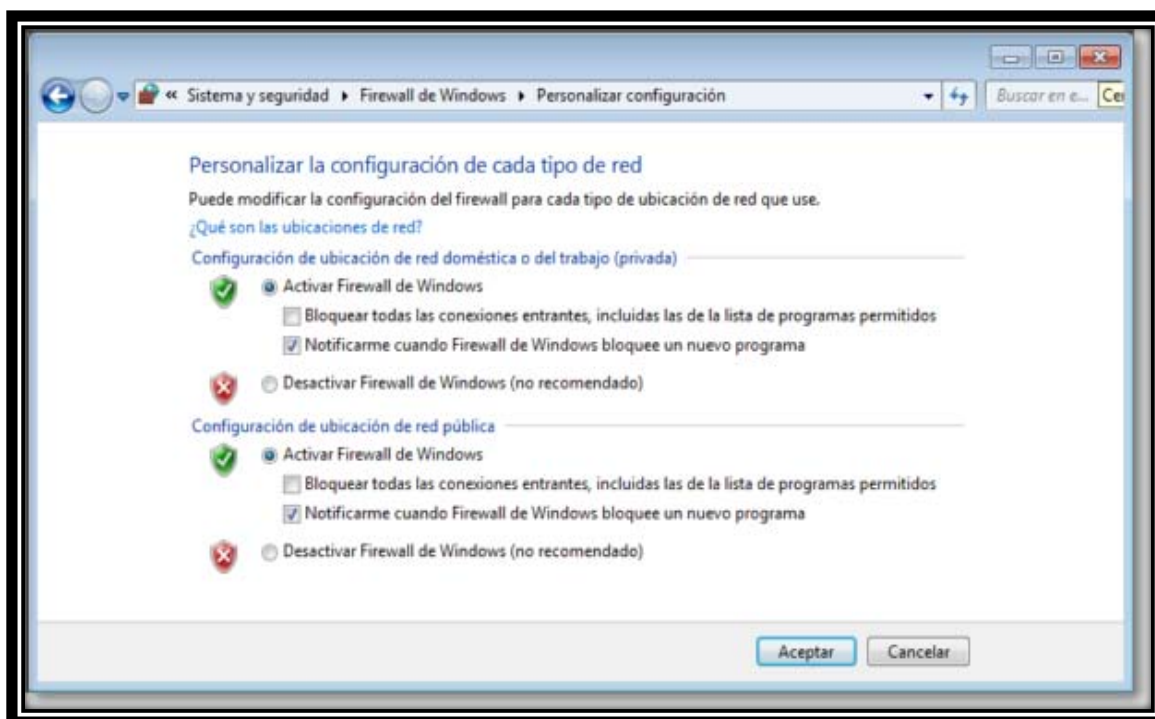 « Sistema y seguridad ▸ Firewall de Windows ▸ Personalizar configuración
Buscar en e...
Personalizar la configuración de cada tipo de red
Puede modificar la configuración del firewall para cada tipo de ubicación de red que use.
¿Qué son las ubicaciones de red?
Configuración de ubicación de red doméstica o del trabajo (privada)
Activar Firewall de Windows
Bloquear todas las conexiones entrantes, incluidas las de la lista de programas permitidos
Notificarme cuando Firewall de Windows bloquee un nuevo programa
Desactivar Firewall de Windows (no recomendado)
Configuración de ubicación de red pública
Activar Firewall de Windows
Bloquear todas las conexiones entrantes, incluidas las de la lista de programas permitidos
Notificarme cuando Firewall de Windows bloquee un nuevo programa
Desactivar Firewall de Windows (no recomendado)
Aceptar
Cancelar